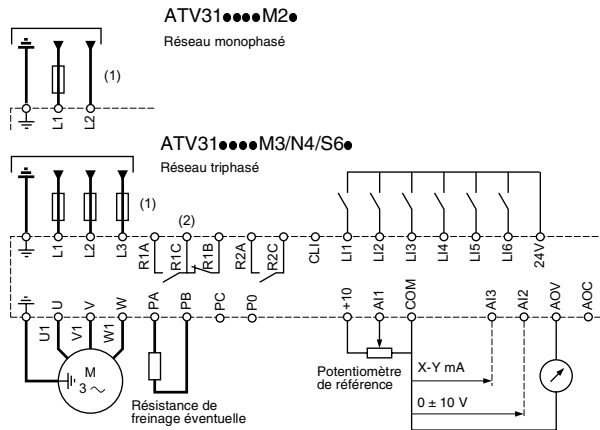 ATV31●●●●M2●
Réseau monophasé
(1)
L1
L2
ATV31●●●●M3/N4/S6●
Réseau triphasé
(1)
(2)
L1
L2
L3
R1A
R1C
R1B
R2A
R2C
CLI
LI1
LI2
LI3
LI4
LI5
LI6
24V
U
V
W
PA
PB
PC
P0
+10
AI1
COM
AI3
AI2
AOV
AOC
U1
V1
W1
M
3 ~
Résistance de
freinage éventuelle
Potentiomètre
de référence
X-Y mA
0 ± 10 V